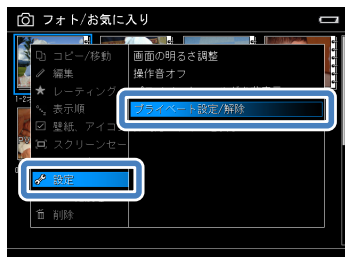 フォト/お気に入り
コピー/移動
編集
レーティング
表示順
壁紙、アイコ
スクリーンセー
設定
削除
画面の明るさ調整
操作音オフ
プライベート設定/解除